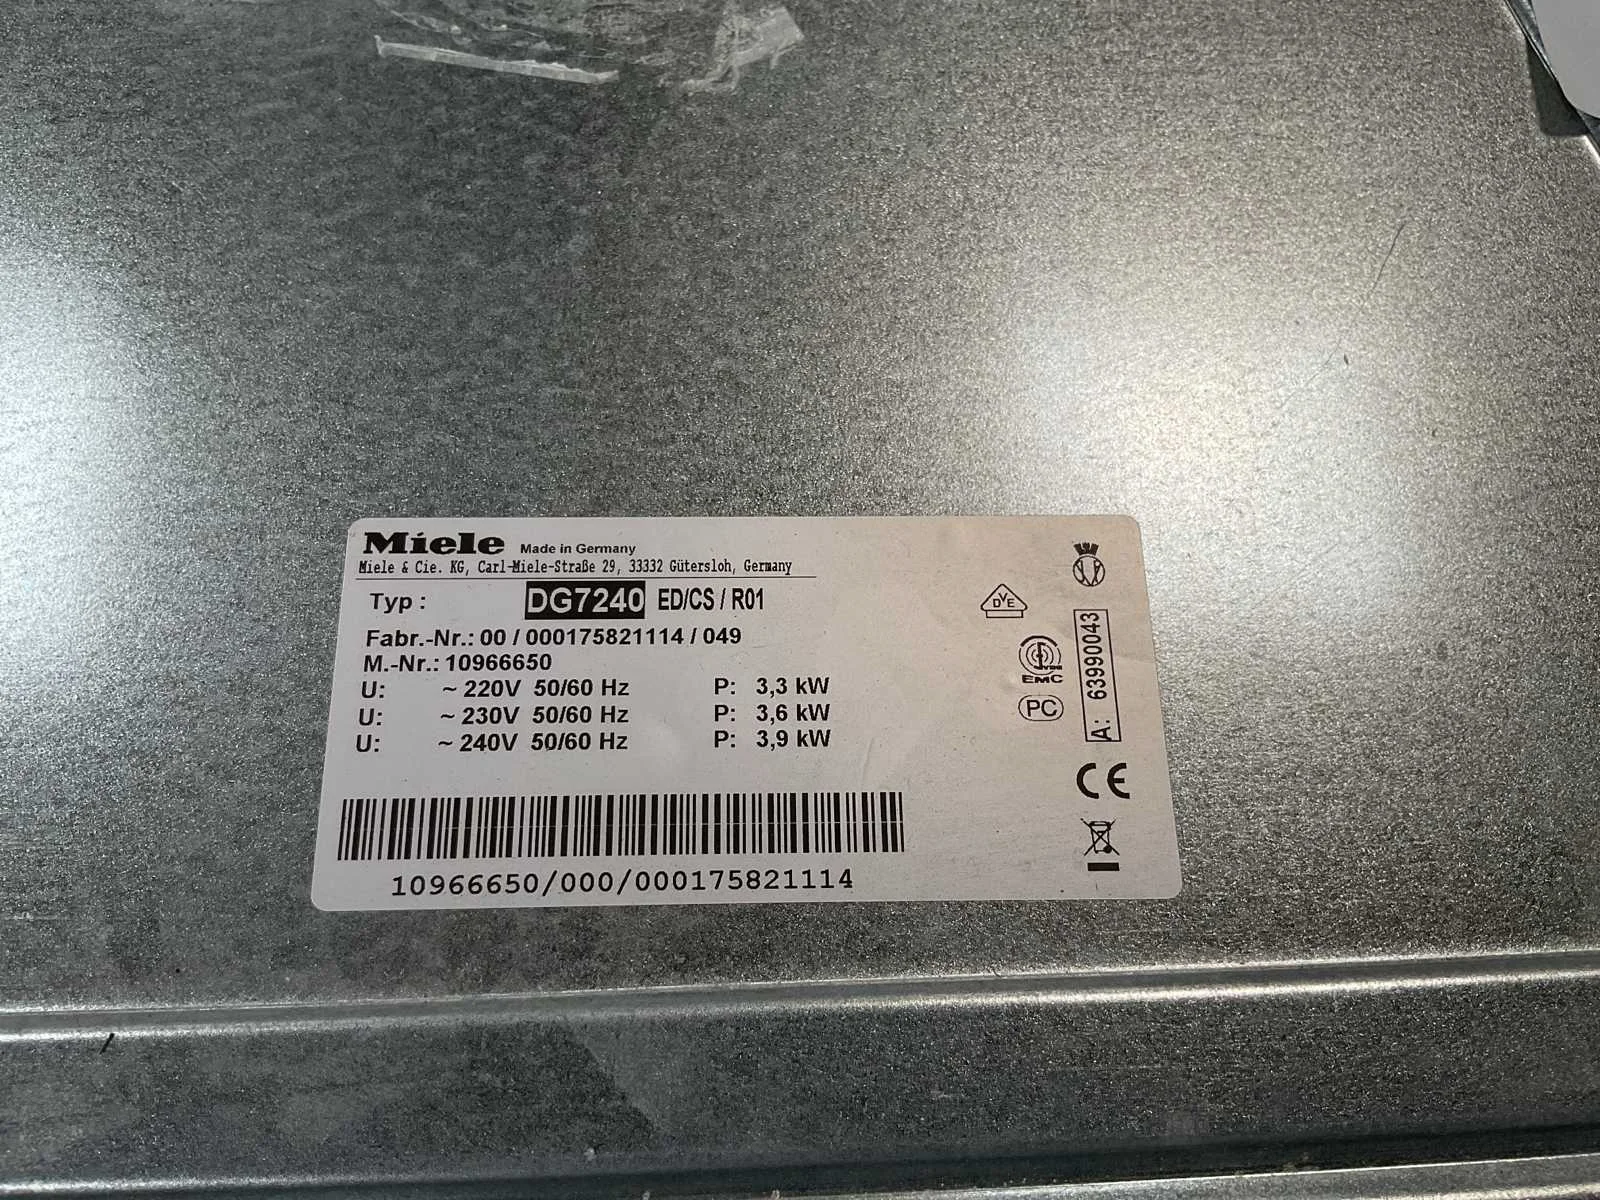 Miele Made in Germany
Miele & Cie. KG, Carl-Miele-Straße 29, 33332 Gütersloh, Germany
Typ : DG7240 ED/CS / R01
Fabr.-Nr.: 00 / 000175821114 / 049
M.-Nr.: 10966650
U: ~ 220V 50/60 Hz P: 3,3 kW
U: ~ 230V 50/60 Hz P: 3,6 kW
U: ~ 240V 50/60 Hz P: 3,9 kW
10966650/000/000175821114
DVE
EMC
PC
A: 63990043
CE